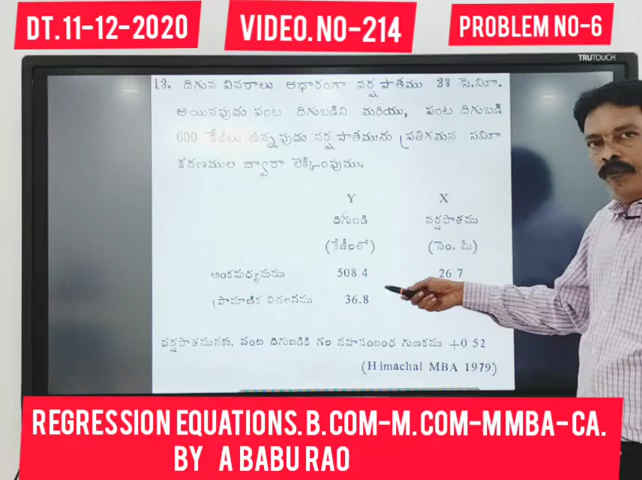 DT.11-12-2020
VIDEO.NO-214
PROBLEM NO-6
TRUTOUCH
13. దిగువ వివరాలు ఆధారంగా వర్షపాతము 22 సె.మీ.
అయినపుడు పంట దిగుబడిని మరియు, పంట దిగుబడి
600 కేజీలు ఉన్నపుడు వర్షపాతమును ప్రతిగమన సమీ
కరణముల ద్వారా లెక్కింపుము.
Y X
దిగుబడి వర్షపాతము
(కేజీలలో) (సెం. మీ)
అంకమధ్యమము 508.4 26 7
ప్రామాణిక విచలనము 36.8
వర్షపాతమునకు, పంట దిగుబడికి గల సహసంబంధ గుణకము +0 52
(Himachal MBA 1979)
REGRESSION EQUATIONS. B.COM-M.COM-MMBA-CA.
BY A BABU RAO